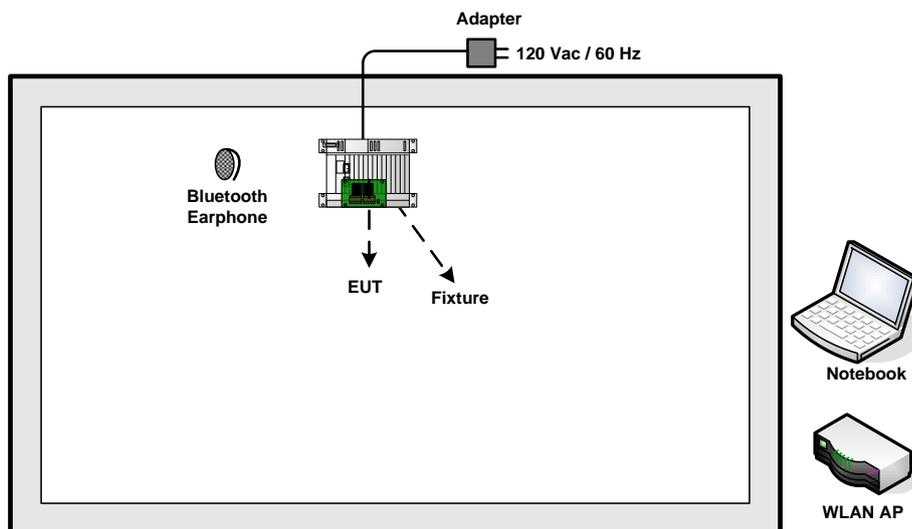 Adapter
120 Vac / 60 Hz
Bluetooth
Earphone
EUT
Fixture
Notebook
WLAN AP